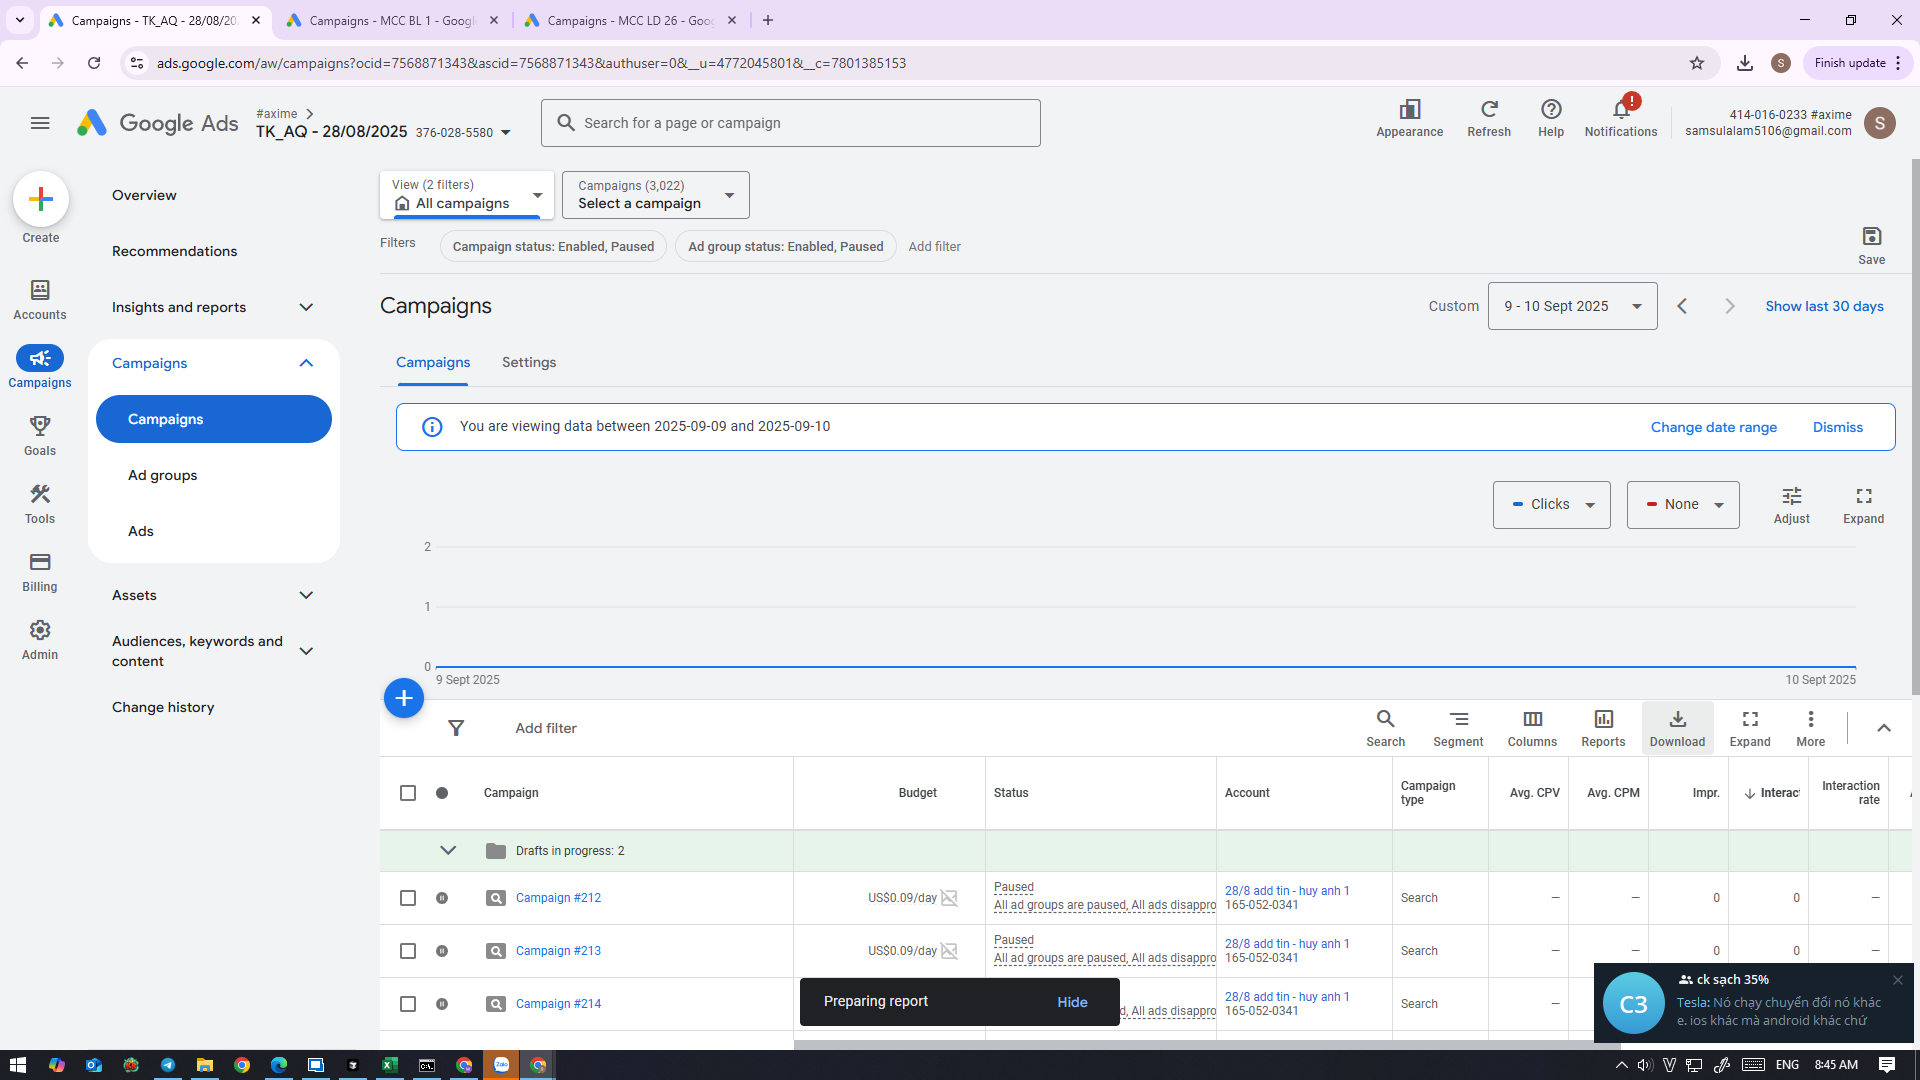 Campaigns - TK_AQ - 28/08/20
Campaigns - MCC BL 1 - Googl
Campaigns - MCC LD 26 - Goo
ads.google.com/aw/campaigns?ocid=7568871343&ascid=7568871343&authuser=0&__u=4772045801&__c=7801385153
S
Finish update
Google Ads
#axime
TK_AQ - 28/08/2025 376-028-5580
Search for a page or campaign
Appearance
Refresh
Help
!
Notifications
414-016-0233 #axime
samsulalam5106@gmail.com
S
Create
Accounts
Campaigns
Goals
Tools
Billing
Admin
Overview
Recommendations
Insights and reports
Campaigns
Campaigns
Ad groups
Ads
Assets
Audiences, keywords and
content
Change history
View (2 filters)
All campaigns
Campaigns (3,022)
Select a campaign
Filters
Campaign status: Enabled, Paused
Ad group status: Enabled, Paused
Add filter
Save
Campaigns
Custom
9 - 10 Sept 2025
Show last 30 days
Campaigns
Settings
You are viewing data between 2025-09-09 and 2025-09-10
Change date range
Dismiss
Clicks
None
Adjust
Expand
2
1
0
9 Sept 2025
10 Sept 2025
Add filter
Search
Segment
Columns
Reports
Download
Expand
More
Campaign
Budget
Status
Account
Campaign
type
Avg. CPV
Avg. CPM
Impr.
Interac
Interaction
rate
Drafts in progress: 2
Campaign #212
US$0.09/day
Paused
All ad groups are paused, All ads disappro
28/8 add tin - huy anh 1
165-052-0341
Search
—
—
0
0
—
Campaign #213
US$0.09/day
Paused
All ad groups are paused, All ads disappro
28/8 add tin - huy anh 1
165-052-0341
Search
—
—
0
0
—
Campaign #214
d, All ads disappro
28/8 add tin - huy anh 1
165-052-0341
Search
—
Preparing report
Hide
C3
ck sạch 35%
Tesla: Nó chạy chuyển đổi nó khác
e. ios khác mà android khác chứ
Zalo
ENG
8:45 AM